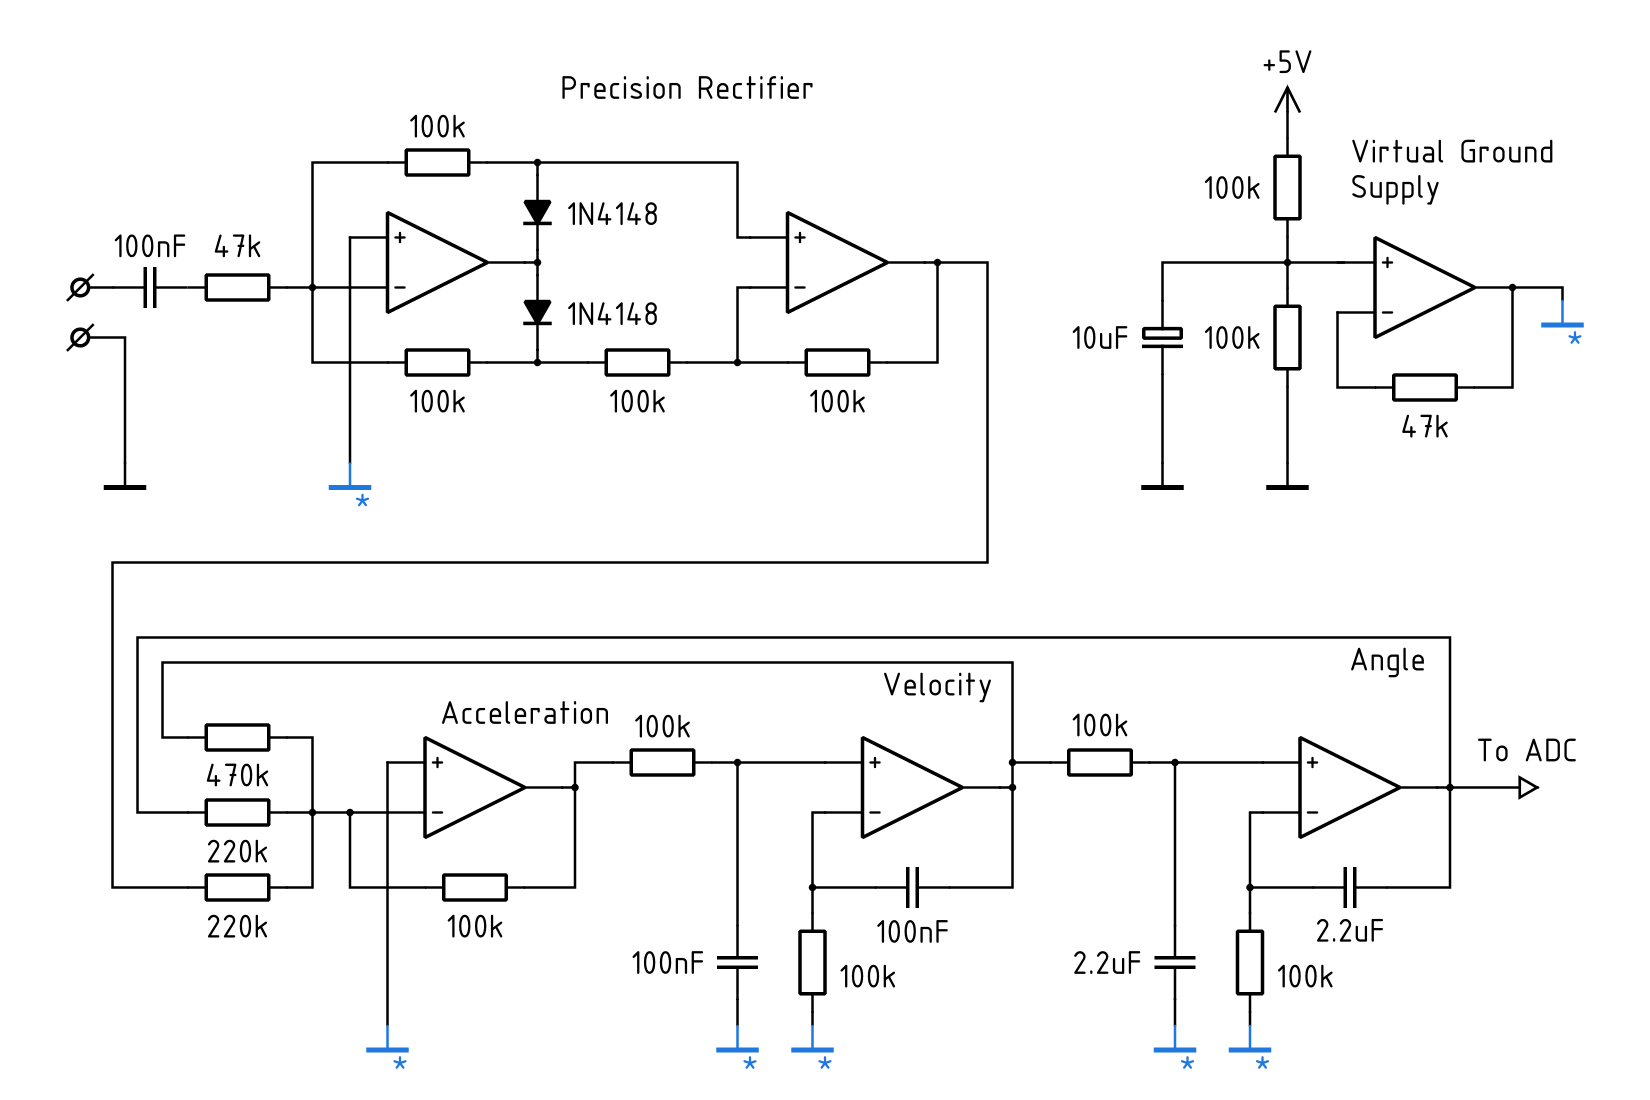 Precision Rectifier
100k
100nF
47k
+
−
1N4148
1N4148
+
−
100k
100k
100k
*
+5V
Virtual Ground
Supply
100k
+
−
10uF
100k
47k
*
Angle
Velocity
Acceleration
100k
100k
470k
220k
220k
+
−
100k
+
−
100nF
100nF
100k
+
−
To ADC
2.2uF
2.2uF
100k
*
*
*
*
*